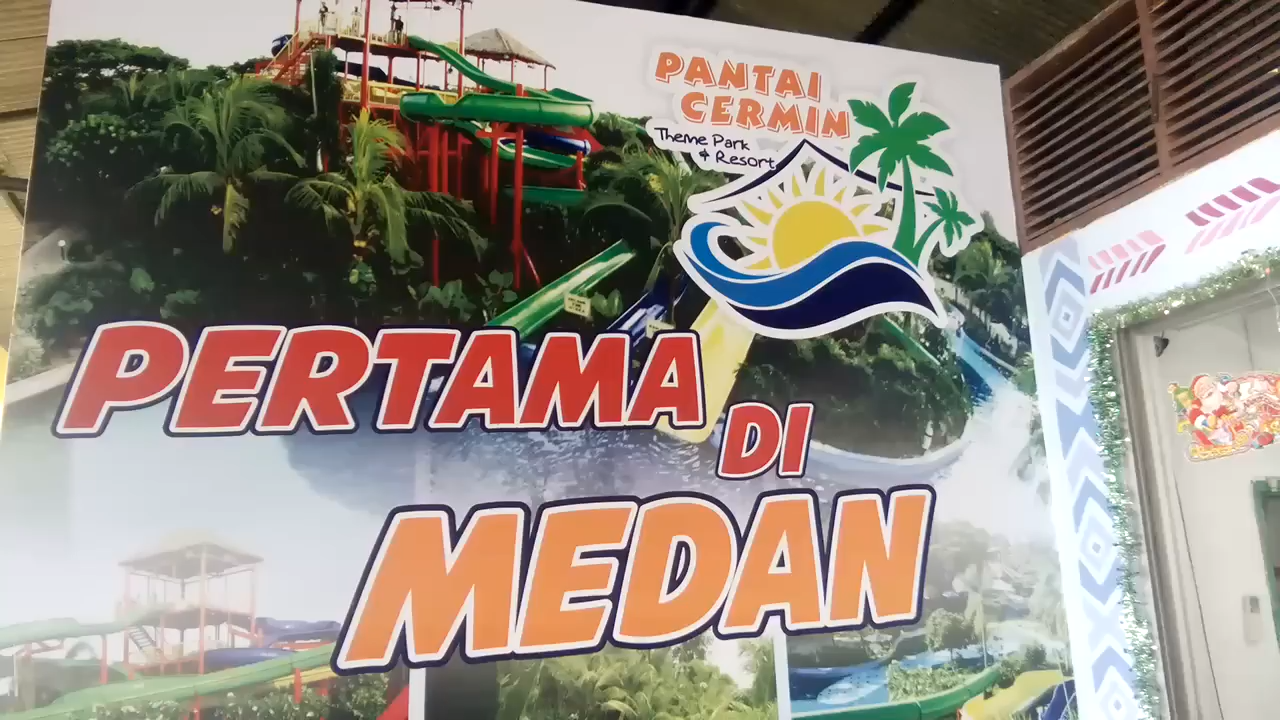 PANTAI
CERMIN
Theme Park
& Resort
PERTAMA
DI
MEDAN